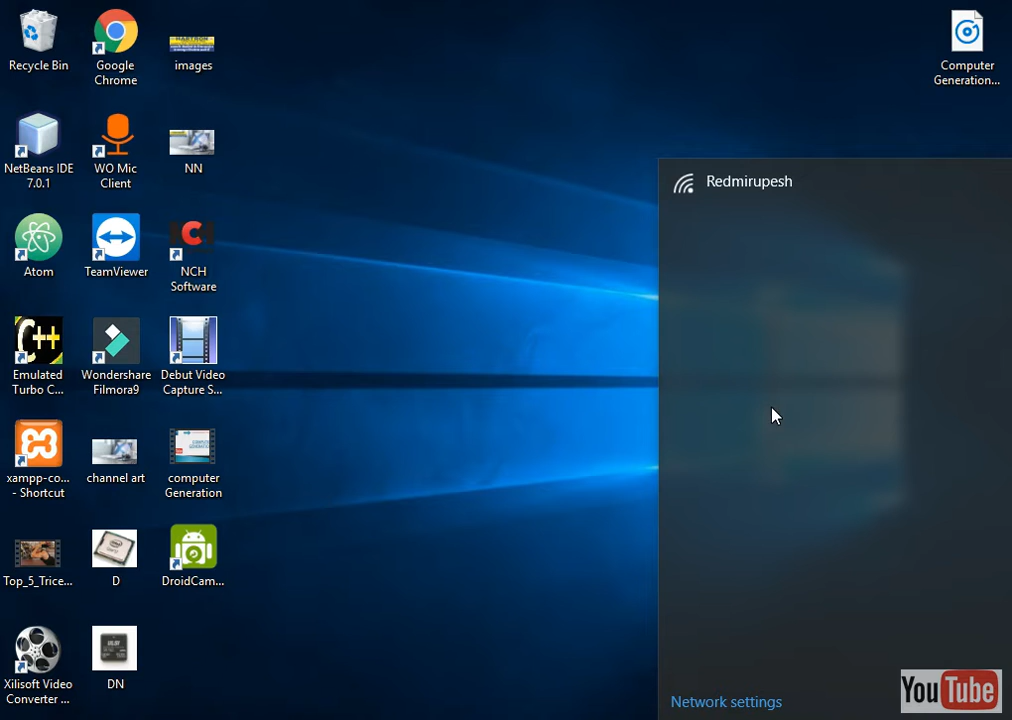 Recycle Bin
Google
Chrome
images
Computer
Generation...
NetBeans IDE
7.0.1
WO Mic
Client
NN
Redmirupesh
Atom
TeamViewer
NCH
Software
Emulated
Turbo C...
Wondershare
Filmora9
Debut Video
Capture S...
xampp-co...
- Shortcut
channel art
computer
Generation
Top_5_Trice...
D
DroidCam...
Xilisoft Video
Converter ...
DN
Network settings
YouTube